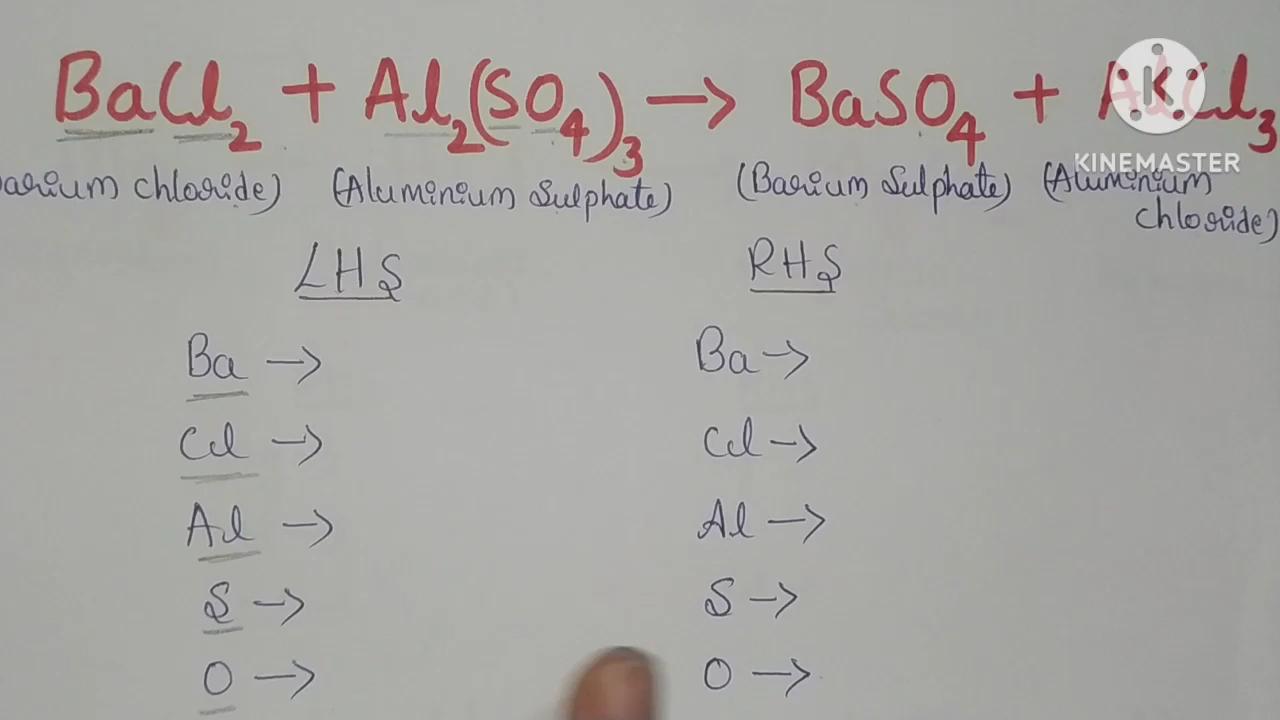 BaCl₂ + Al₂(SO₄)₃ → BaSO₄ + AlCl₃
K
KINEMASTER
arium chloride) (Aluminium Sulphate) (Barium Sulphate) (Aluminium
chloride)
LHS RHS
Ba → Ba →
Cl → Cl →
Al → Al →
S → S →
O → O →